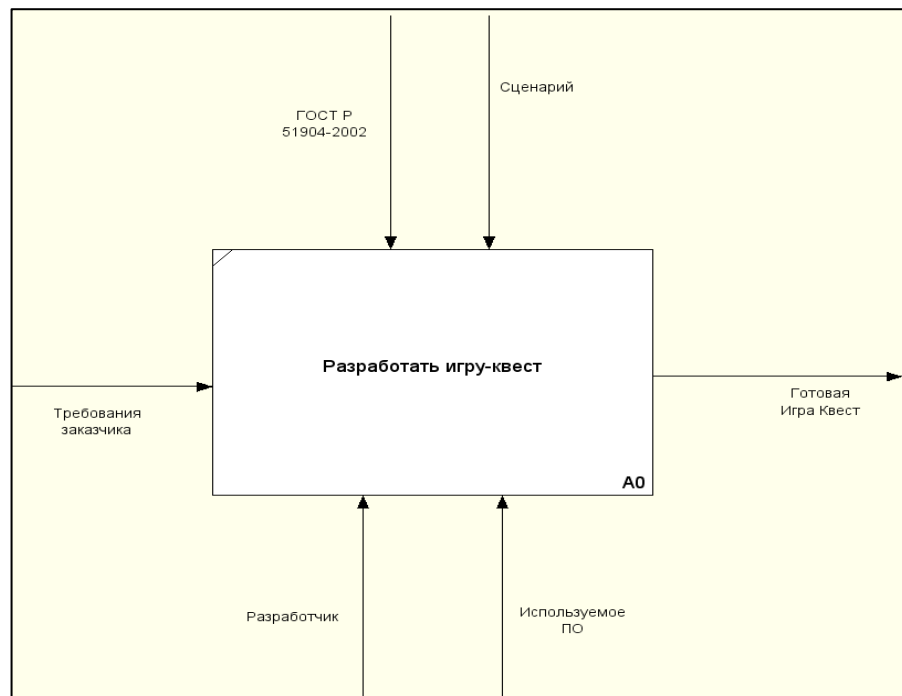 Сценарий
ГОСТ Р
51904-2002
Разработать игру-квест
Требования
заказчика
Готовая
Игра Квест
A0
Разработчик
Используемое
ПО